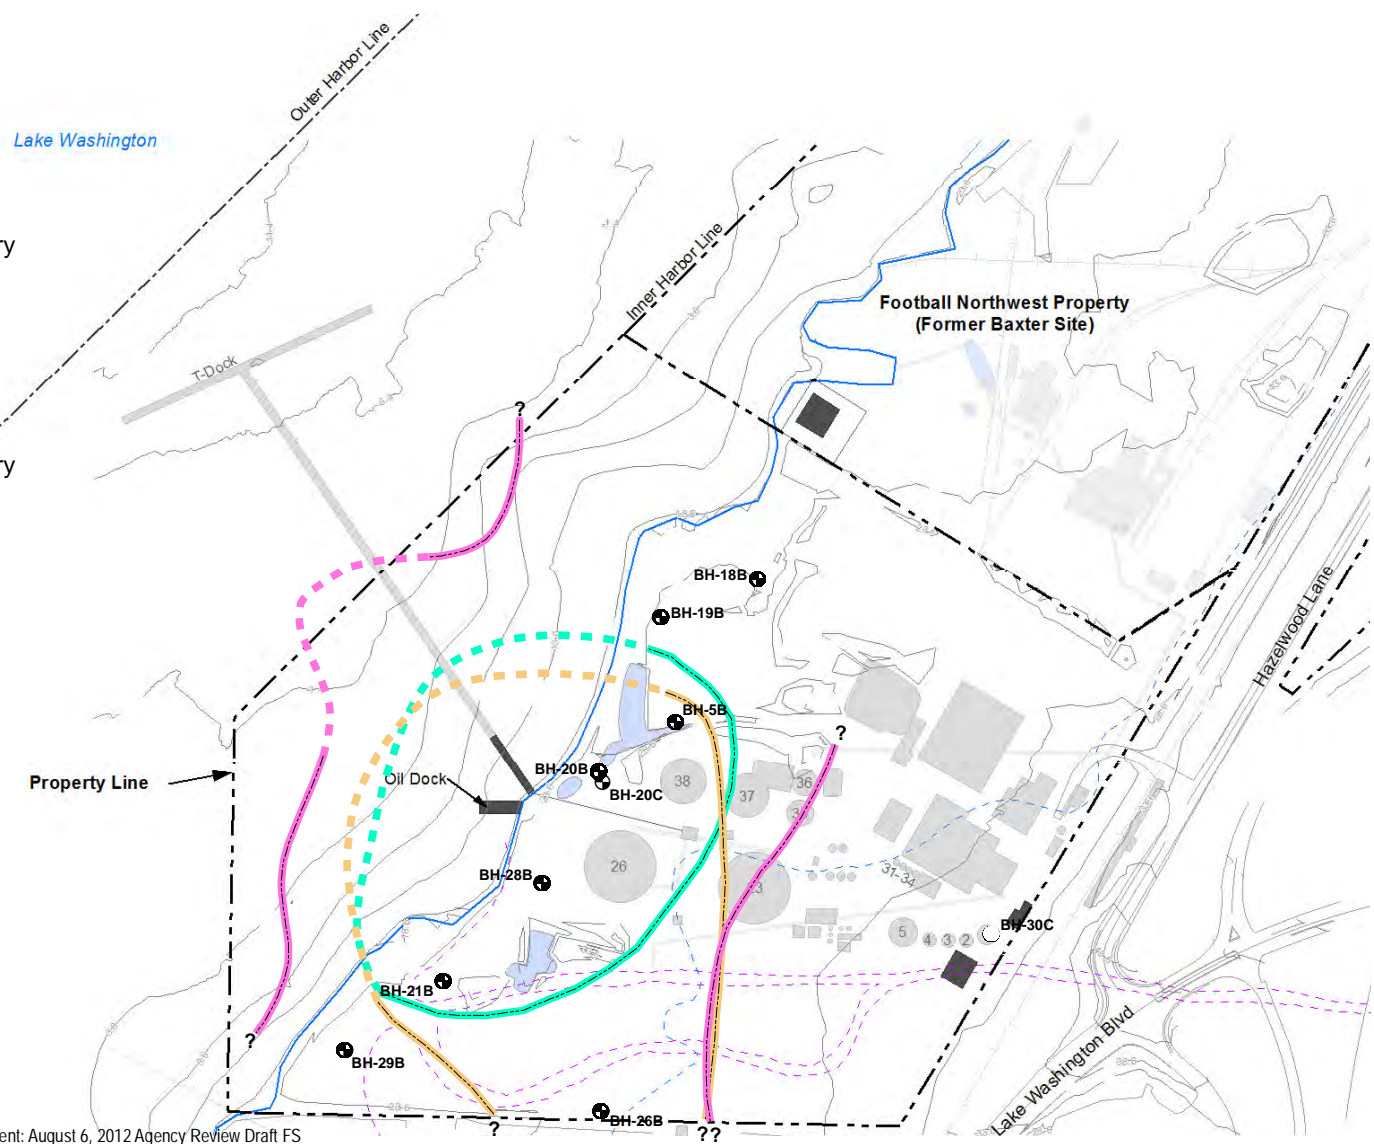 Outer Harbor Line
Lake Washington
ry
Inner Harbor Line
Football Northwest Property
(Former Baxter Site)
T-Dock
?
ry
BH-18B
BH-19B
Hazelwood Lane
BH-5B
?
Property Line
Oil Dock
BH-20B
BH-20C
38
37
36
26
BH-28B
31-34
5
4
3
2
BH-30C
BH-21B
?
BH-29B
BH-26B
Lake Washington Blvd
?
??
ent: August 6, 2012 Agency Review Draft FS